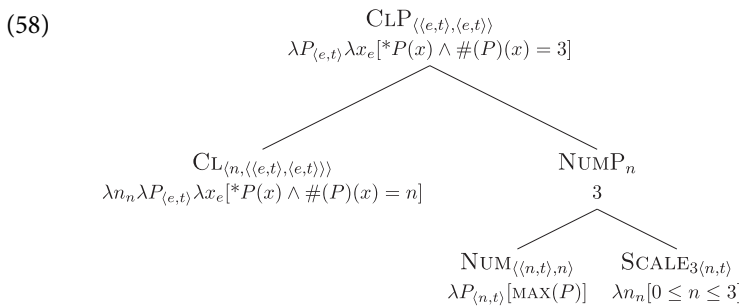 (58)
CLP⟨⟨e,t⟩,⟨e,t⟩⟩
λP⟨e,t⟩λxₑ[*P(x) ∧ #(P)(x) = 3]
CL⟨n,⟨⟨e,t⟩,⟨e,t⟩⟩⟩ NUMPₙ
λnₙλP⟨e,t⟩λxₑ[*P(x) ∧ #(P)(x) = n] 3
NUM⟨⟨n,t⟩,n⟩ SCALE₃⟨n,t⟩
λP⟨n,t⟩[MAX(P)] λnₙ[0 ≤ n ≤ 3]